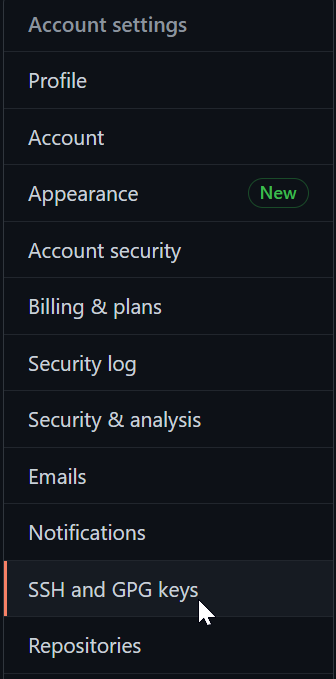 Account settings
Profile
Account
Appearance New
Account security
Billing & plans
Security log
Security & analysis
Emails
Notifications
SSH and GPG keys
Repositories